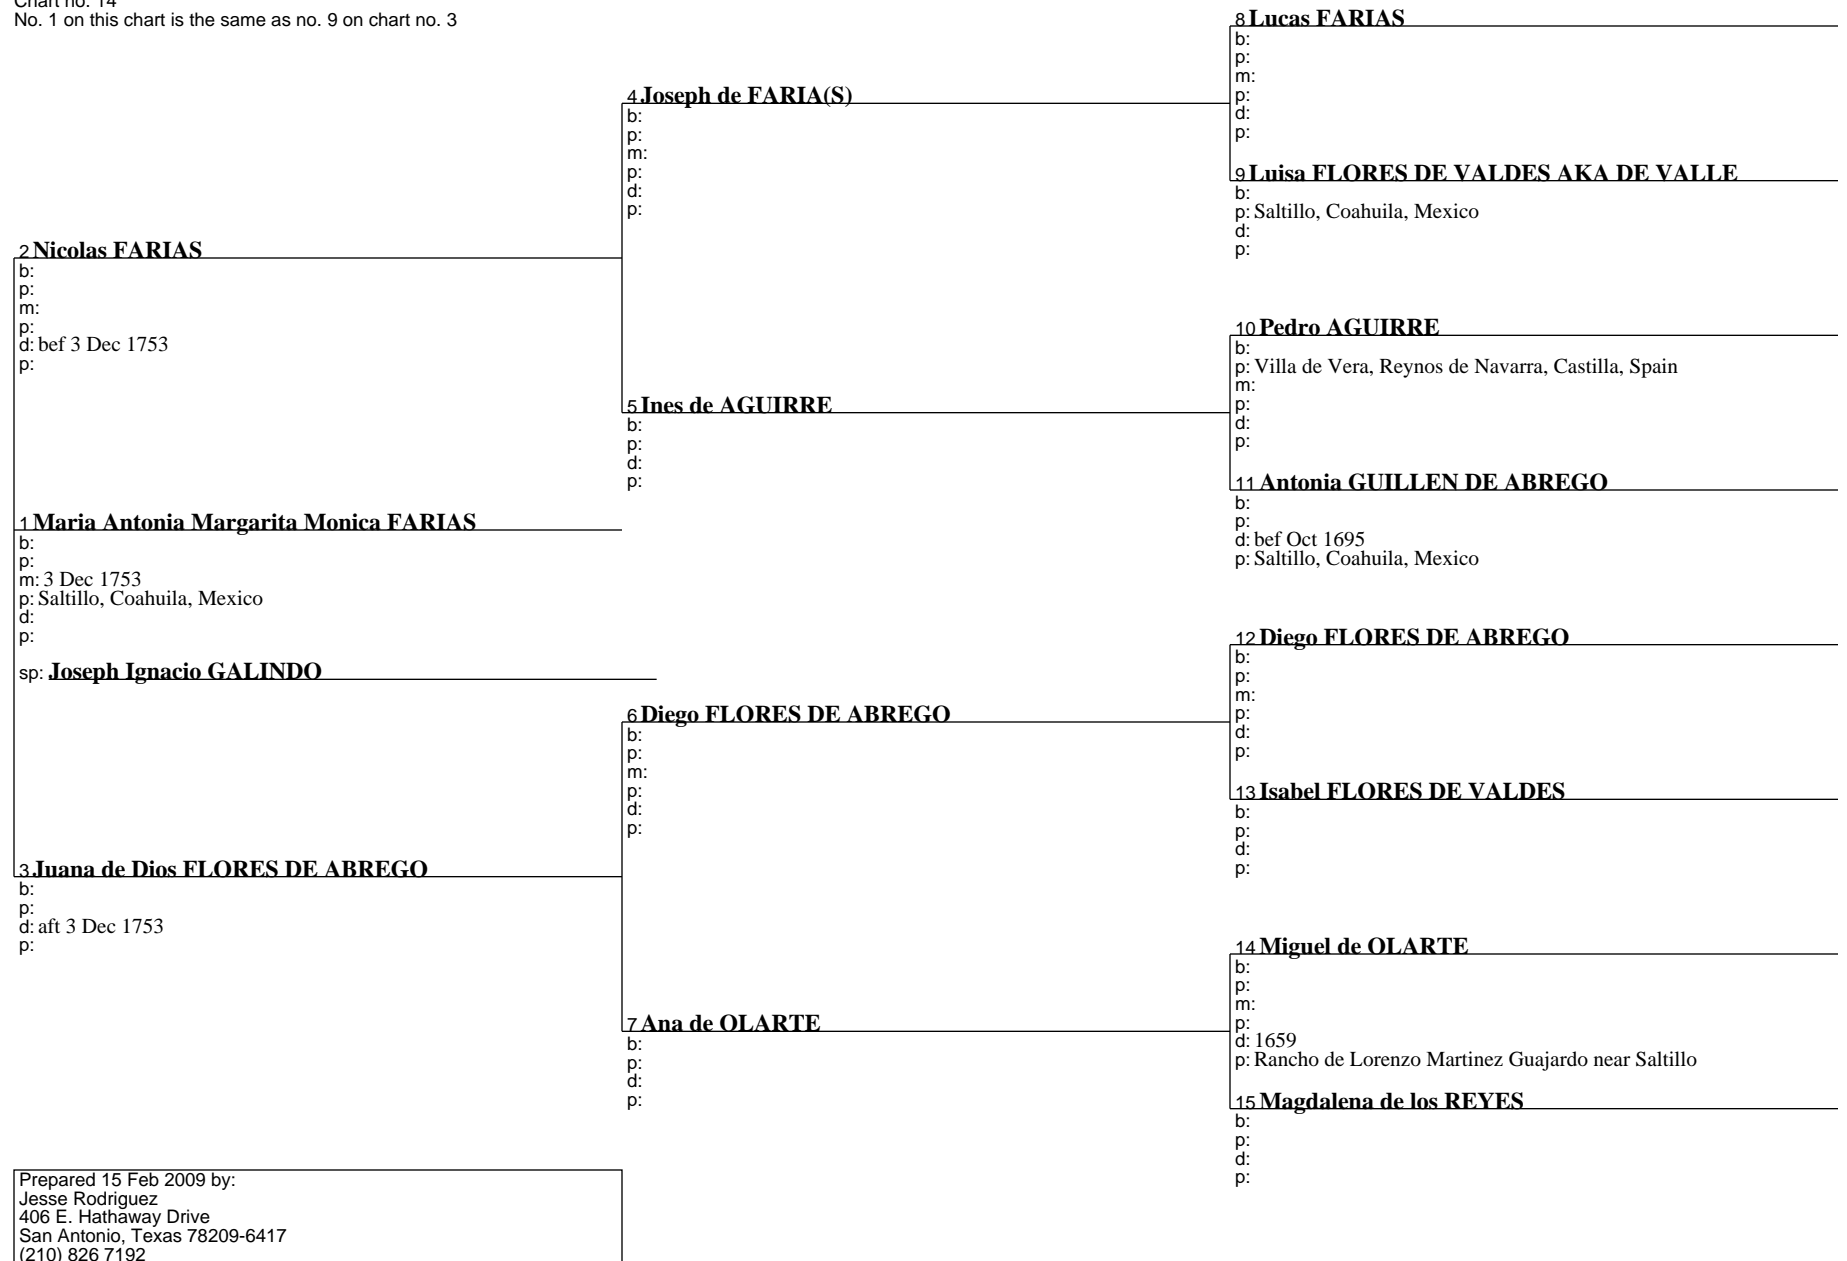 Chart no. 14
No. 1 on this chart is the same as no. 9 on chart no. 3
8 Lucas FARIAS
b:
p:
m:
p:
d:
p:
4 Joseph de FARIA(S)
b:
p:
m:
p:
d:
p:
9 Luisa FLORES DE VALDES AKA DE VALLE
b:
p: Saltillo, Coahuila, Mexico
d:
p:
2 Nicolas FARIAS
b:
p:
m:
p:
d: bef 3 Dec 1753
p:
10 Pedro AGUIRRE
b:
p: Villa de Vera, Reynos de Navarra, Castilla, Spain
m:
p:
d:
p:
5 Ines de AGUIRRE
b:
p:
d:
p:
11 Antonia GUILLEN DE ABREGO
b:
p:
d: bef Oct 1695
p: Saltillo, Coahuila, Mexico
1 Maria Antonia Margarita Monica FARIAS
b:
p:
m: 3 Dec 1753
p: Saltillo, Coahuila, Mexico
d:
p:
sp: Joseph Ignacio GALINDO
12 Diego FLORES DE ABREGO
b:
p:
m:
p:
d:
p:
6 Diego FLORES DE ABREGO
b:
p:
m:
p:
d:
p:
13 Isabel FLORES DE VALDES
b:
p:
d:
p:
3 Juana de Dios FLORES DE ABREGO
b:
p:
d: aft 3 Dec 1753
p:
14 Miguel de OLARTE
b:
p:
m:
p:
d: 1659
p: Rancho de Lorenzo Martinez Guajardo near Saltillo
7 Ana de OLARTE
b:
p:
d:
p:
15 Magdalena de los REYES
b:
p:
d:
p:
Prepared 15 Feb 2009 by:
Jesse Rodriguez
406 E. Hathaway Drive
San Antonio, Texas 78209-6417
(210) 826 7192